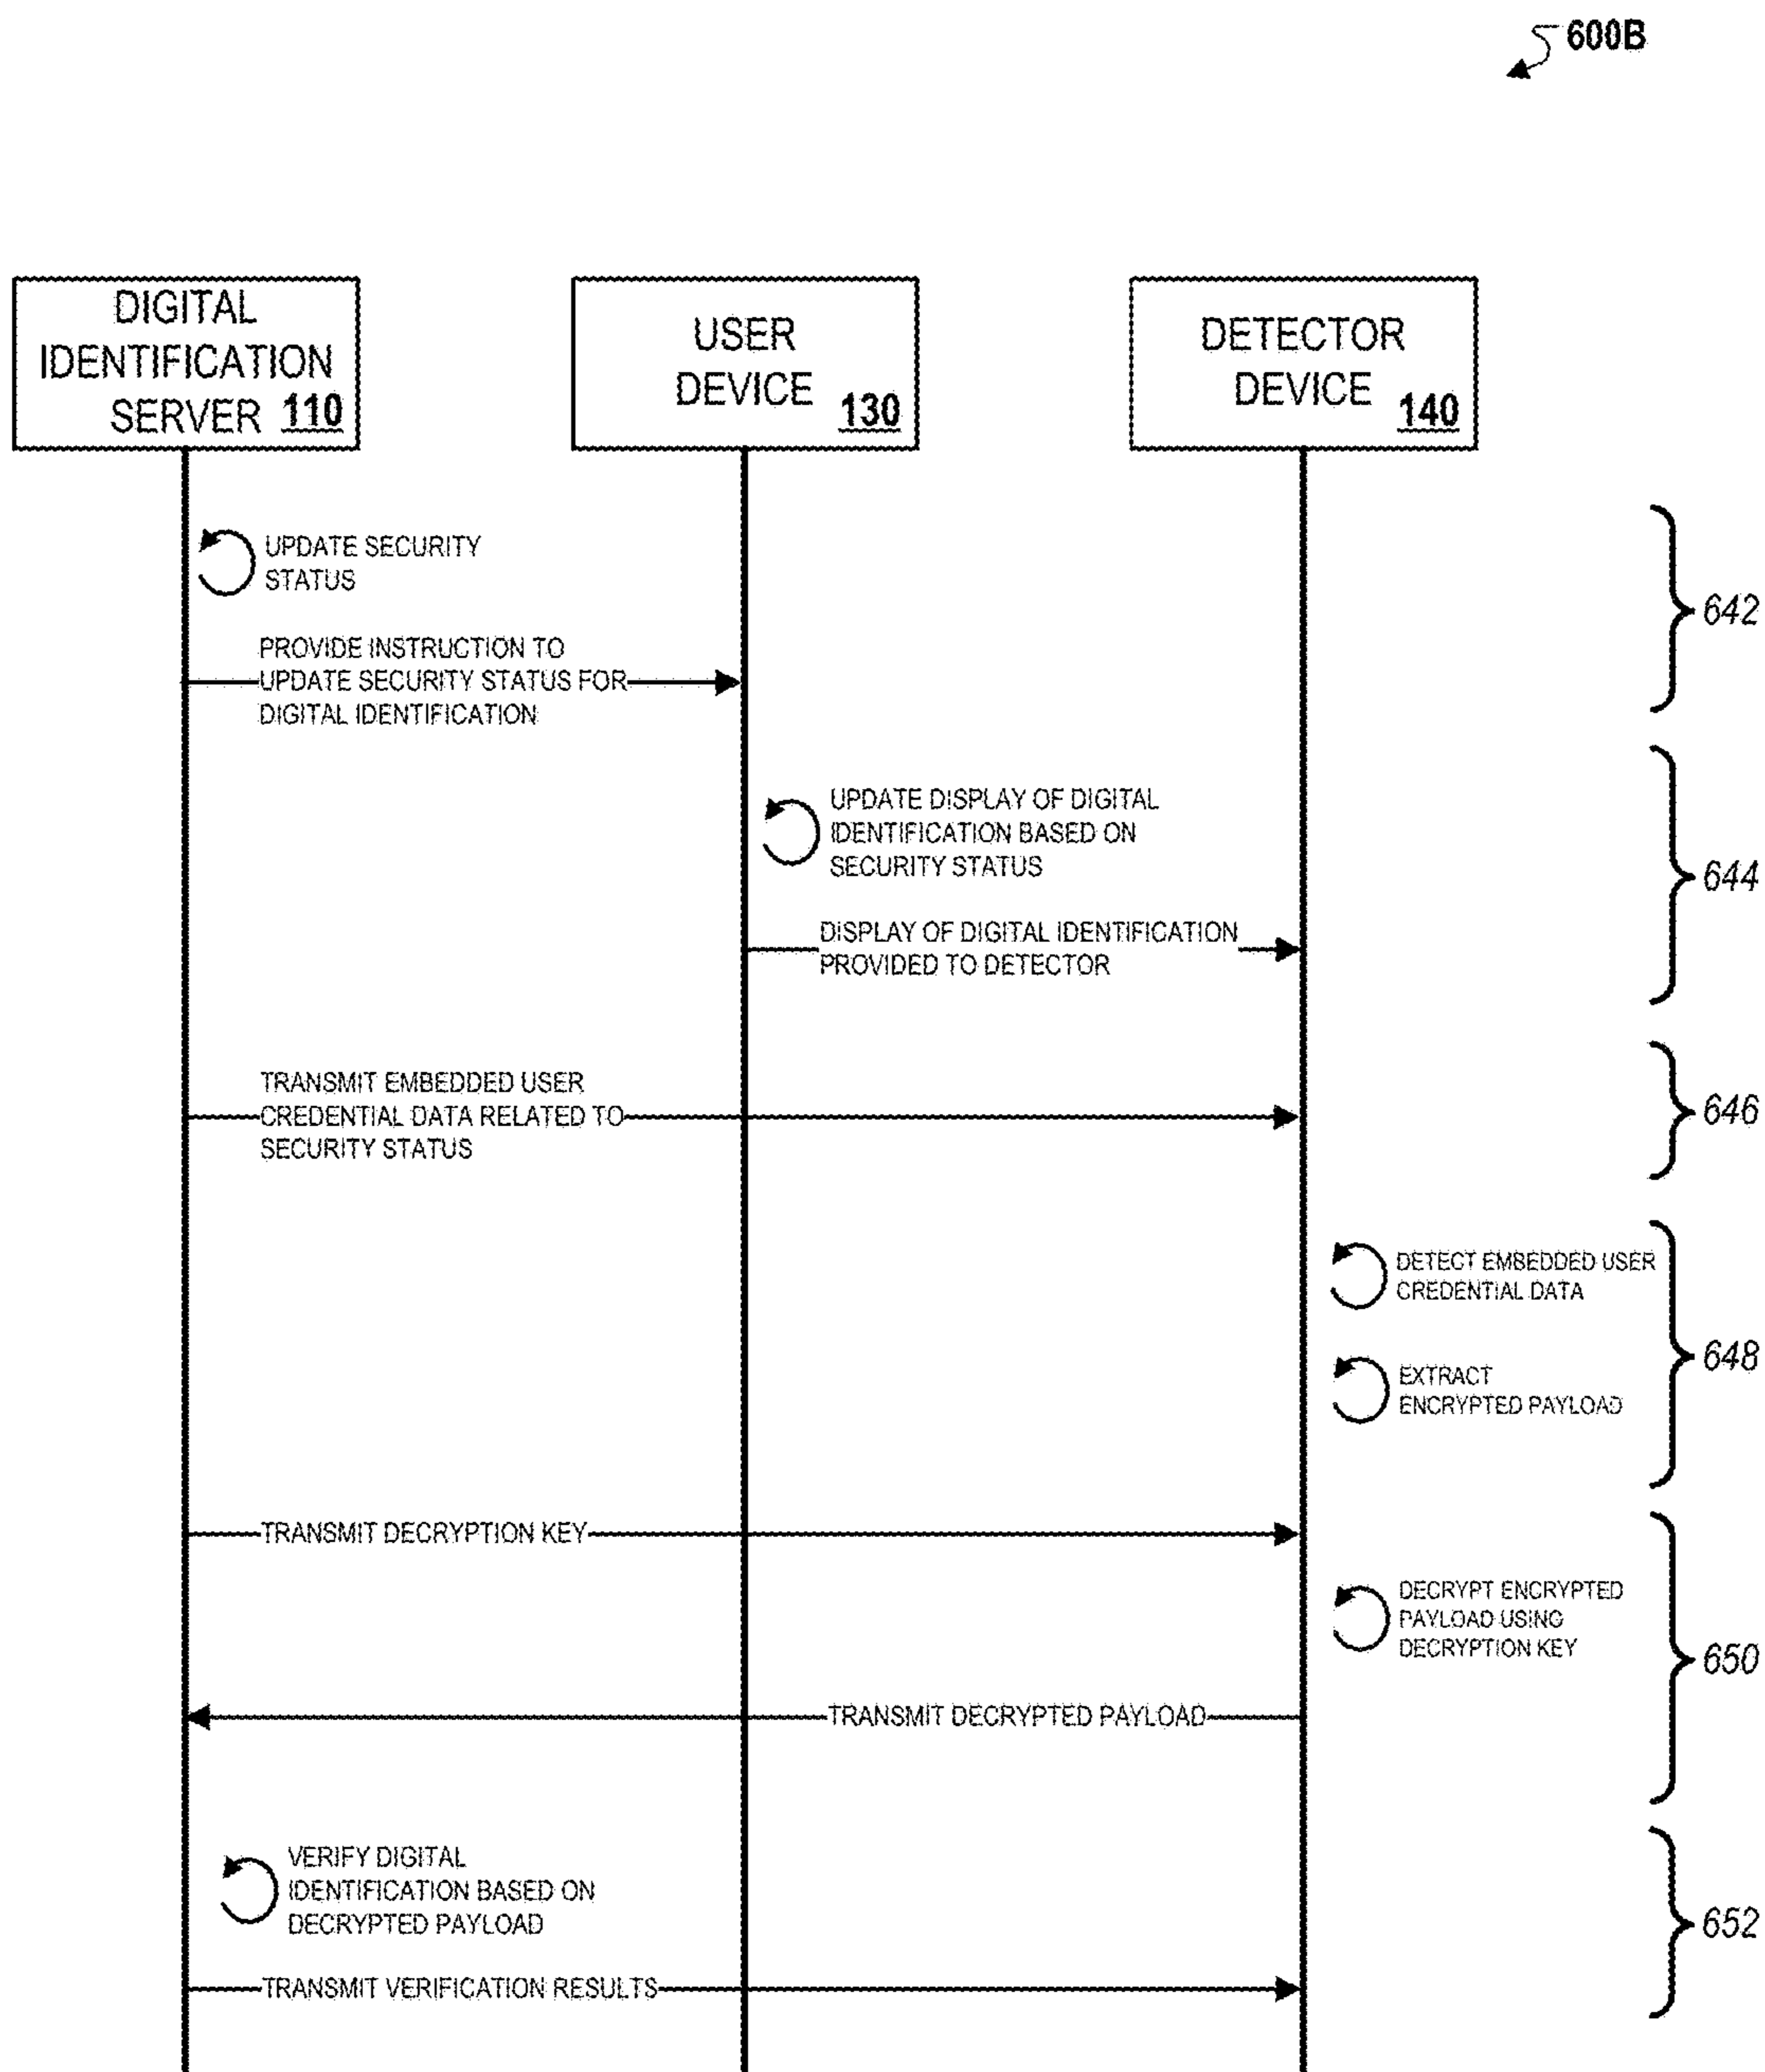 600B
DIGITAL
IDENTIFICATION
SERVER 110
USER
DEVICE 130
DETECTOR
DEVICE 140
UPDATE SECURITY
STATUS
PROVIDE INSTRUCTION TO
UPDATE SECURITY STATUS FOR
DIGITAL IDENTIFICATION
642
UPDATE DISPLAY OF DIGITAL
IDENTIFICATION BASED ON
SECURITY STATUS
DISPLAY OF DIGITAL IDENTIFICATION
PROVIDED TO DETECTOR
644
TRANSMIT EMBEDDED USER
CREDENTIAL DATA RELATED TO
SECURITY STATUS
646
DETECT EMBEDDED USER
CREDENTIAL DATA
EXTRACT
ENCRYPTED PAYLOAD
648
TRANSMIT DECRYPTION KEY
DECRYPT ENCRYPTED
PAYLOAD USING
DECRYPTION KEY
TRANSMIT DECRYPTED PAYLOAD
650
VERIFY DIGITAL
IDENTIFICATION BASED ON
DECRYPTED PAYLOAD
TRANSMIT VERIFICATION RESULTS
652